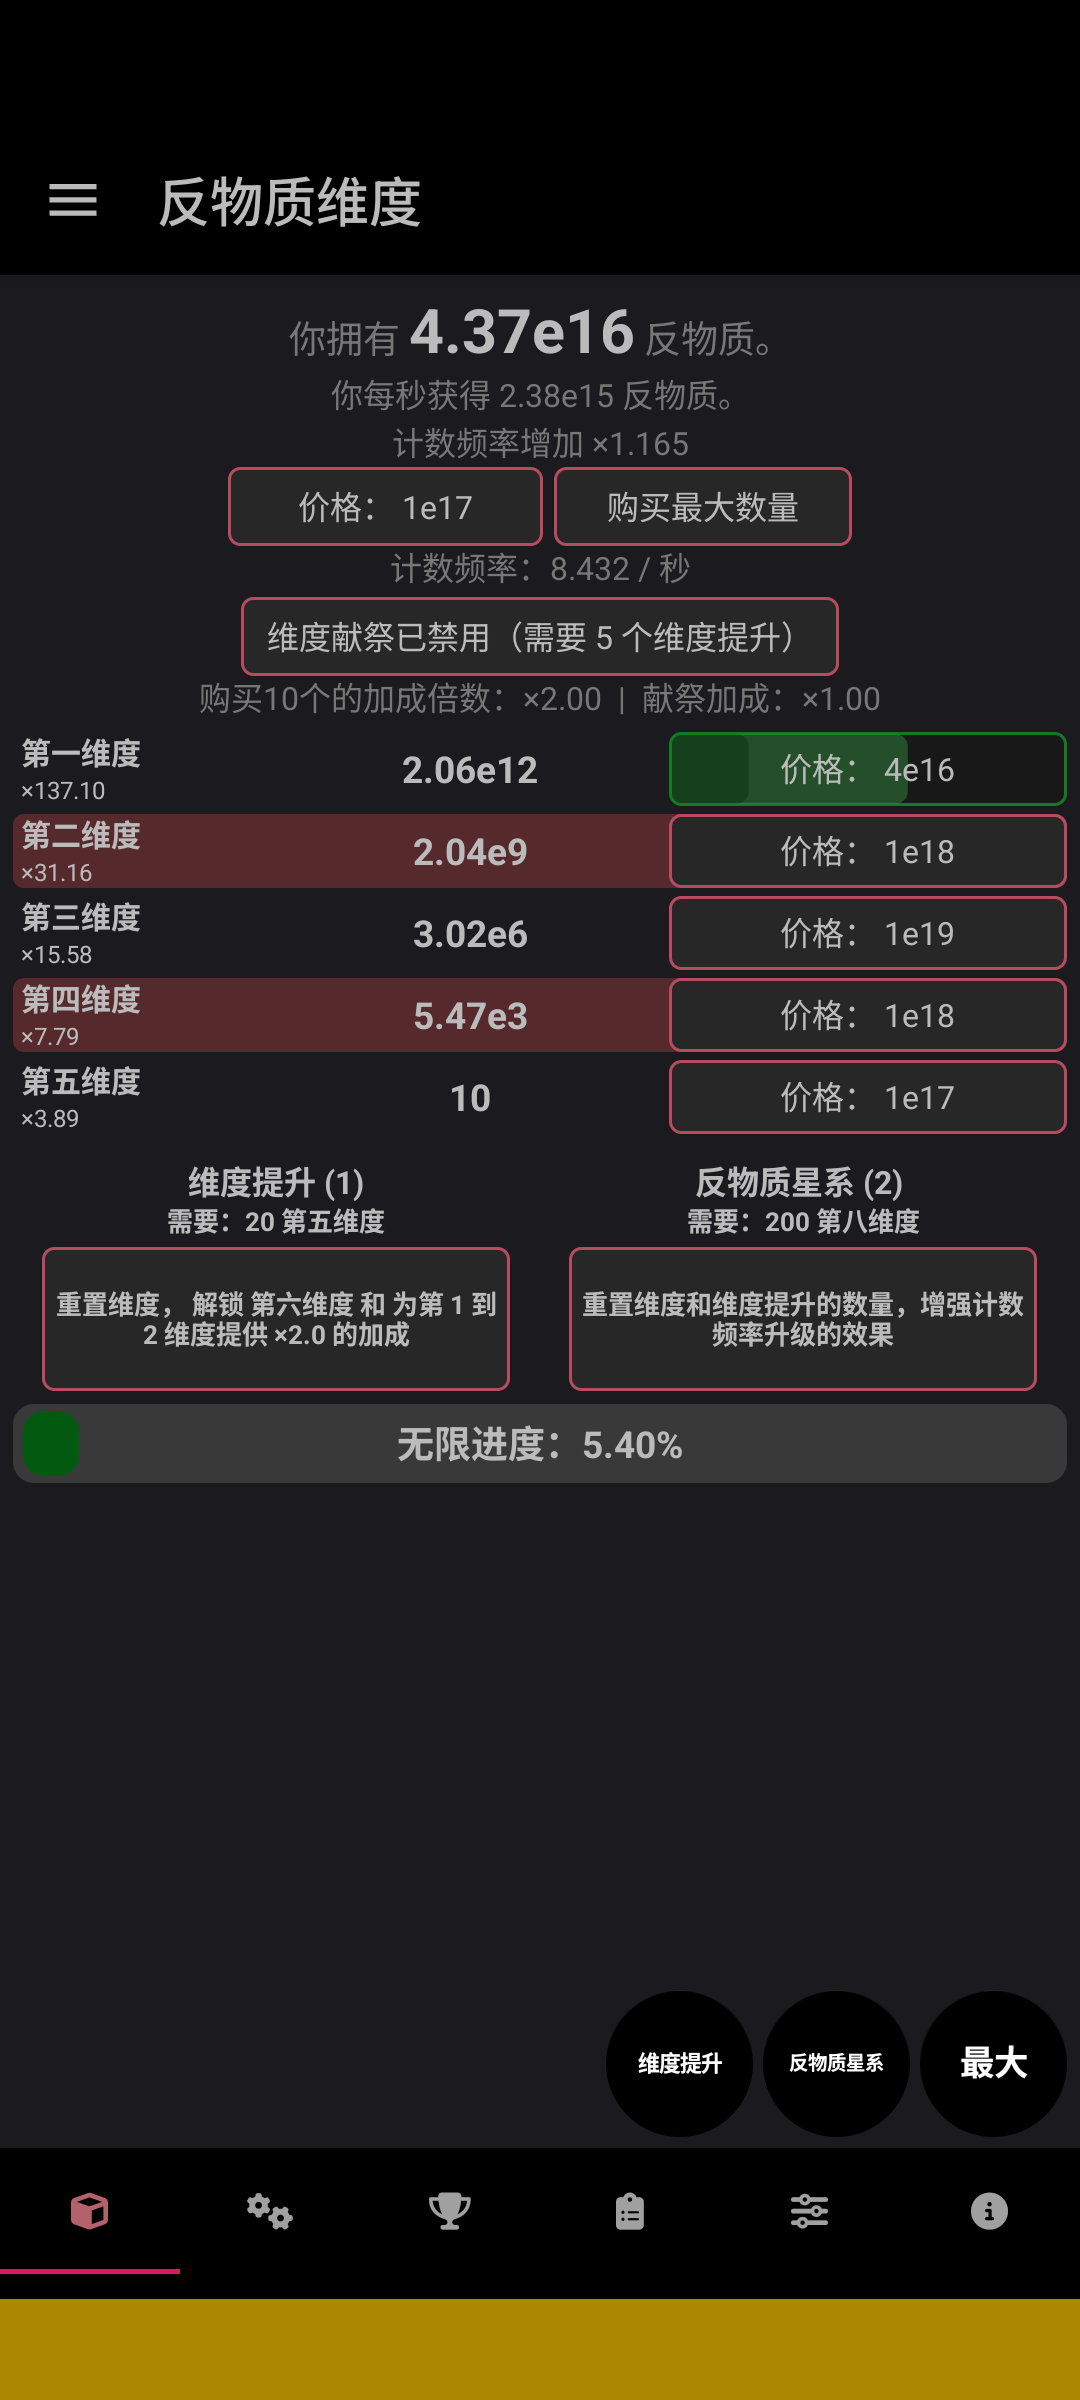 反物质维度
你拥有 4.37e16 反物质。
你每秒获得 2.38e15 反物质。
计数频率增加 ×1.165
价格： 1e17 购买最大数量
计数频率：8.432 / 秒
维度献祭已禁用（需要 5 个维度提升）
购买10个的加成倍数：×2.00 | 献祭加成：×1.00
第一维度 2.06e12 价格： 4e16
×137.10
第二维度 2.04e9 价格： 1e18
×31.16
第三维度 3.02e6 价格： 1e19
×15.58
第四维度 5.47e3 价格： 1e18
×7.79
第五维度 10 价格： 1e17
×3.89
维度提升 (1)
需要：20 第五维度
重置维度， 解锁 第六维度 和 为第 1 到
2 维度提供 ×2.0 的加成
反物质星系 (2)
需要：200 第八维度
重置维度和维度提升的数量，增强计数
频率升级的效果
无限进度：5.40%
维度提升 反物质星系 最大